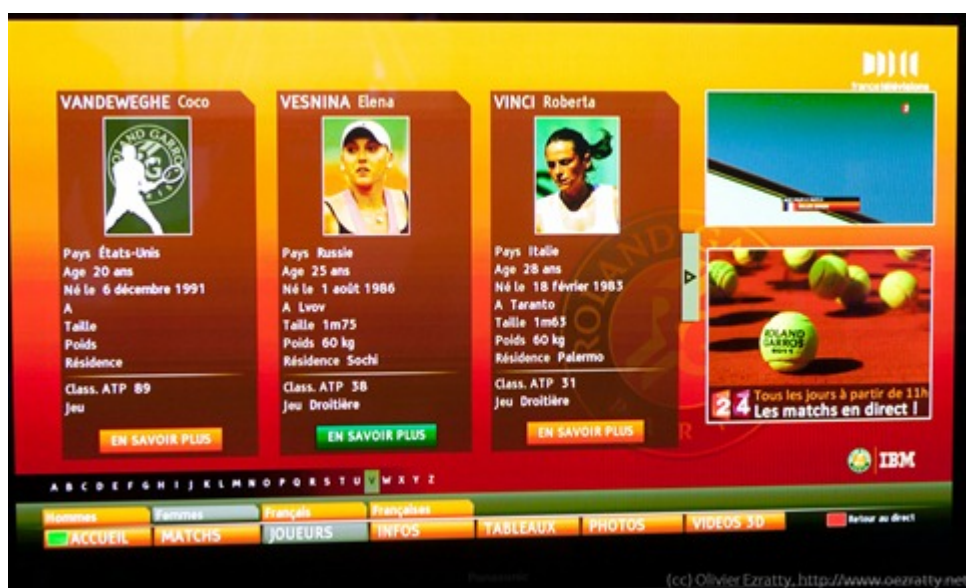 VANDEWEGHE Coco
Pays États-Unis
Age 20 ans
Né le 6 décembre 1991
A
Taille
Poids
Résidence
Class. ATP 89
Jeu
EN SAVOIR PLUS
VESNINA Elena
Pays Russie
Age 25 ans
Né le 1 août 1986
A Lvov
Taille 1m75
Poids 60 kg
Résidence Sochi
Class. ATP 38
Jeu Droitière
EN SAVOIR PLUS
VINCI Roberta
Pays Italie
Age 28 ans
Né le 18 février 1983
A Taranto
Taille 1m63
Poids 60 kg
Résidence Palermo
Class. ATP 31
Jeu Droitière
EN SAVOIR PLUS
francetélévisions
2
ROLAND
GARROS
2 4 Tous les jours à partir de 11h
Les matchs en direct !
IBM
A B C D E F G H I J K L M N O P Q R S T U V W X Y Z
Hommes Femmes Français Françaises
ACCUEIL MATCHS JOUEURS INFOS TABLEAUX PHOTOS VIDEOS 3D Retour au direct
Panasonic
(cc) Olivier Ezratty, http://www.oezratty.net